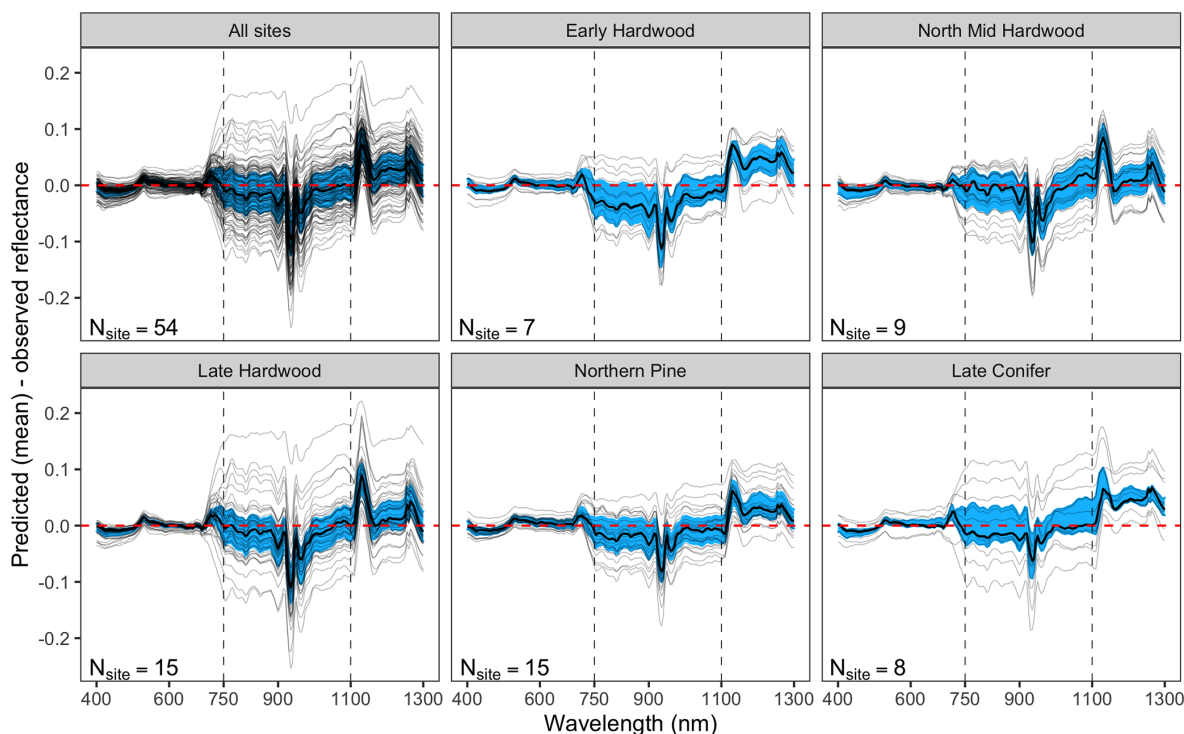 All sites
Early Hardwood
North Mid Hardwood
Predicted (mean) - observed reflectance
0.2
0.1
0.0
-0.1
-0.2
Nsite = 54
Nsite = 7
Nsite = 9
Late Hardwood
Northern Pine
Late Conifer
0.2
0.1
0.0
-0.1
-0.2
Nsite = 15
Nsite = 15
Nsite = 8
400 600 750 900 1100 1300
400 600 750 900 1100 1300
400 600 750 900 1100 1300
Wavelength (nm)